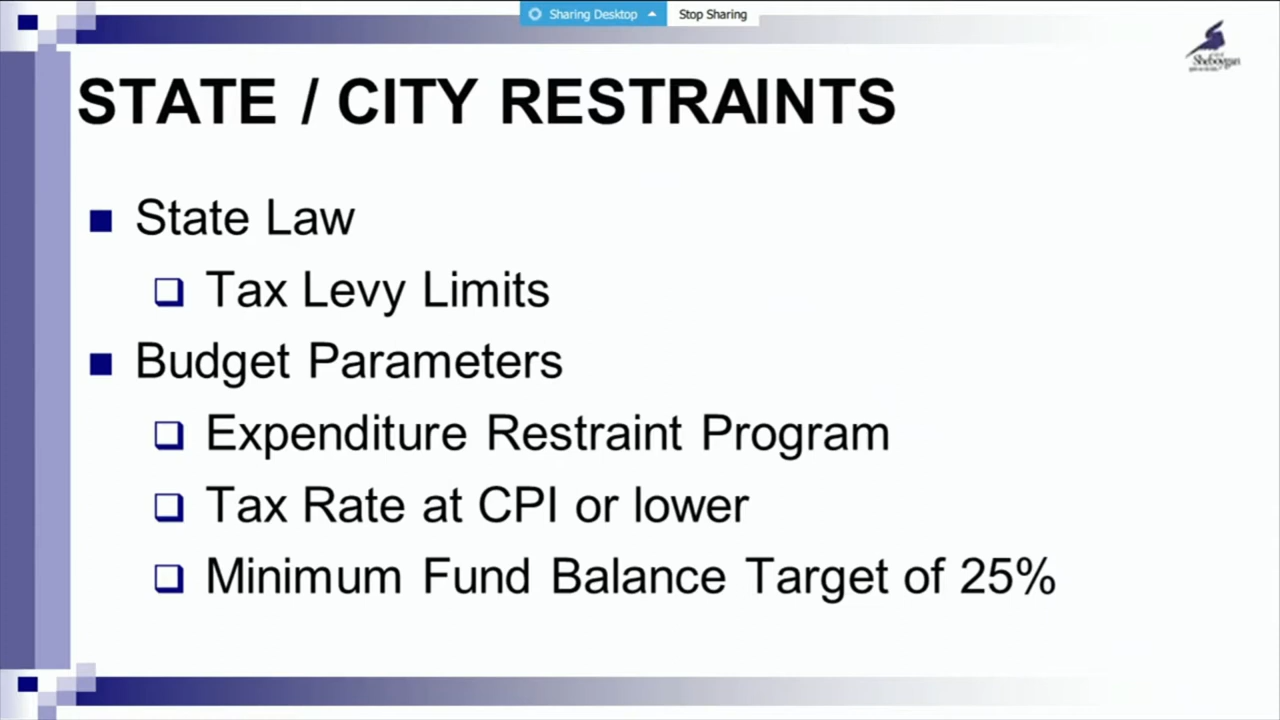 Sharing Desktop
Stop Sharing
Sheboygan
STATE / CITY RESTRAINTS
State Law
Tax Levy Limits
Budget Parameters
Expenditure Restraint Program
Tax Rate at CPI or lower
Minimum Fund Balance Target of 25%